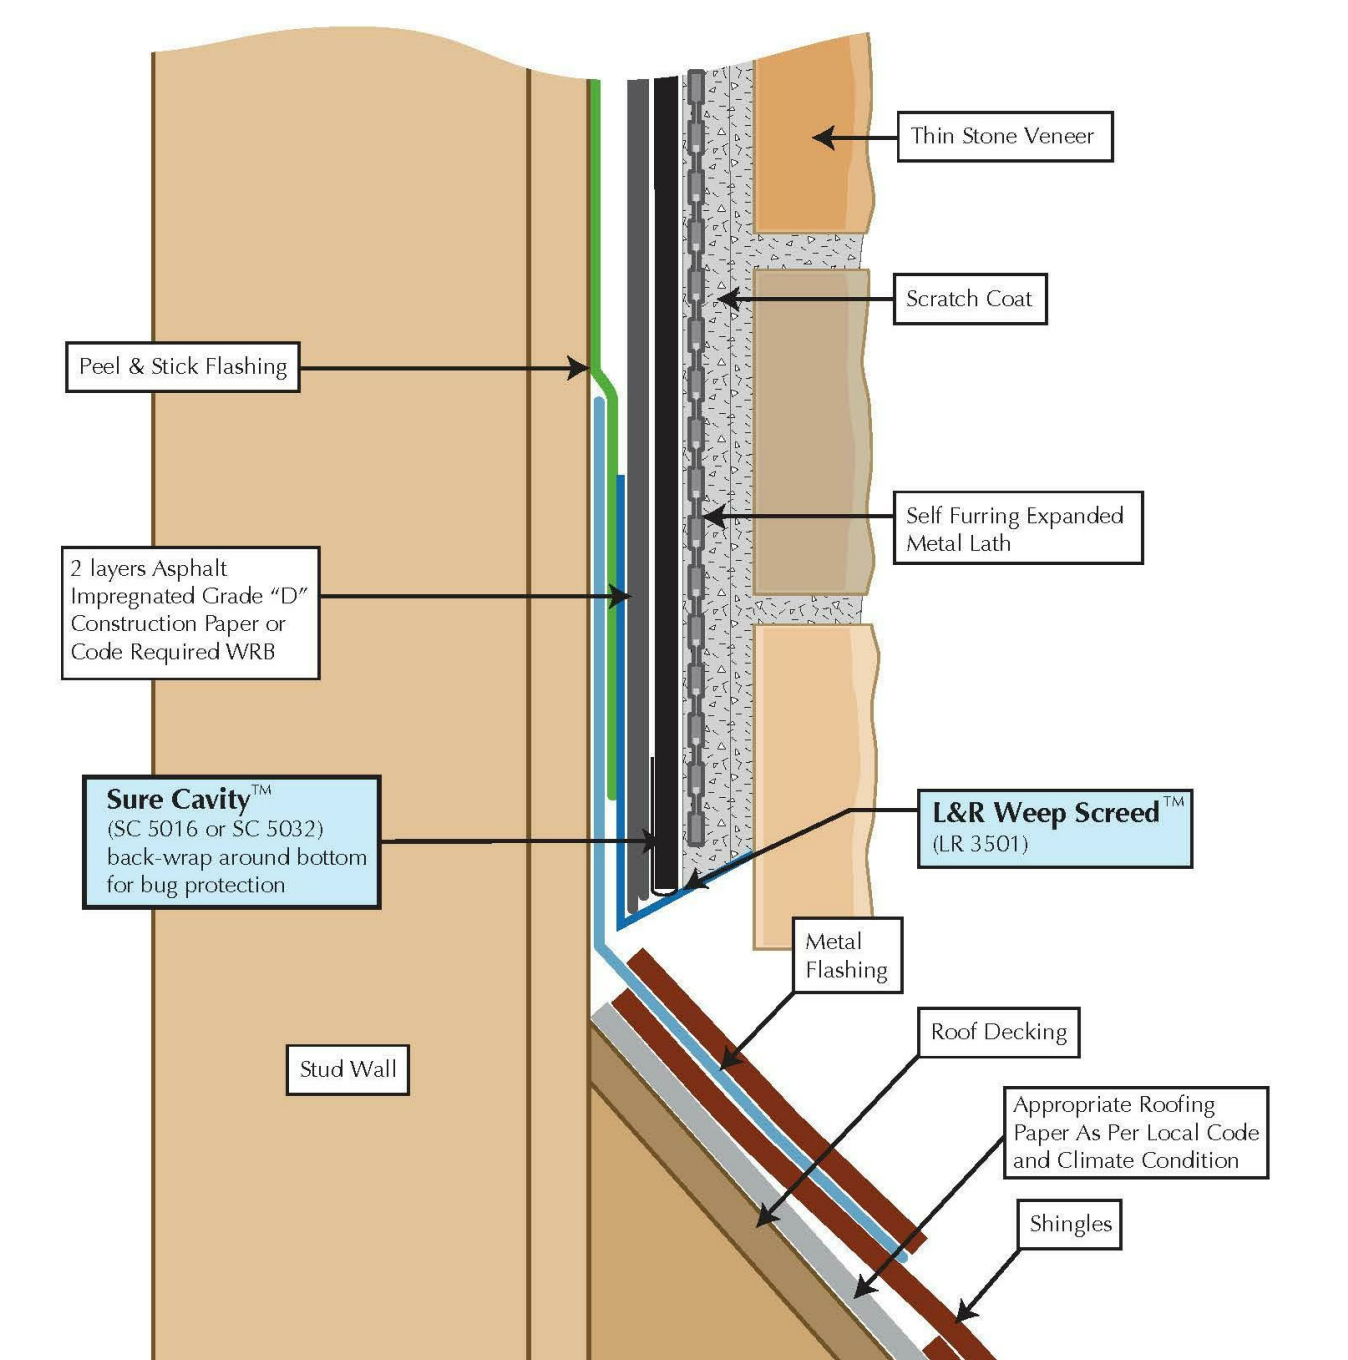 Thin Stone Veneer
Scratch Coat
Peel & Stick Flashing
Self Furring Expanded
Metal Lath
2 layers Asphalt
Impregnated Grade “D”
Construction Paper or
Code Required WRB
Sure Cavity™
(SC 5016 or SC 5032)
back-wrap around bottom
for bug protection
L&R Weep Screed™
(LR 3501)
Metal
Flashing
Roof Decking
Stud Wall
Appropriate Roofing
Paper As Per Local Code
and Climate Condition
Shingles